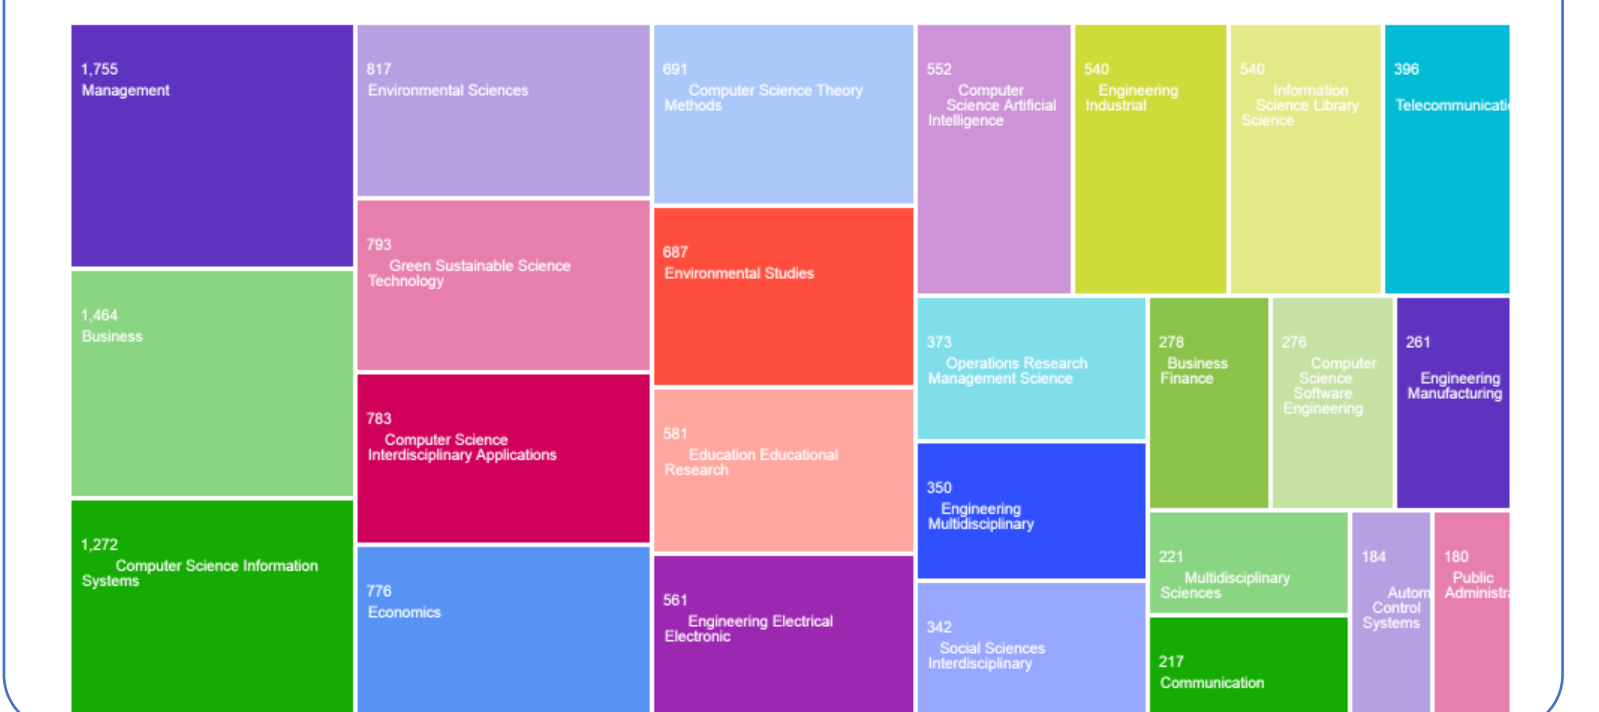 1,755
Management
1,464
Business
1,272
Computer Science Information
Systems
817
Environmental Sciences
793
Green Sustainable Science
Technology
783
Computer Science
Interdisciplinary Applications
776
Economics
691
Computer Science Theory
Methods
687
Environmental Studies
581
Education Educational
Research
561
Engineering Electrical
Electronic
552
Computer
Science Artificial
Intelligence
540
Engineering
Industrial
540
Information
Science Library
Science
396
Telecommunicati
373
Operations Research
Management Science
350
Engineering
Multidisciplinary
342
Social Sciences
Interdisciplinary
278
Business
Finance
276
Computer
Science
Software
Engineering
261
Engineering
Manufacturing
221
Multidisciplinary
Sciences
217
Communication
184
Autom
Control
Systems
180
Public
Administra